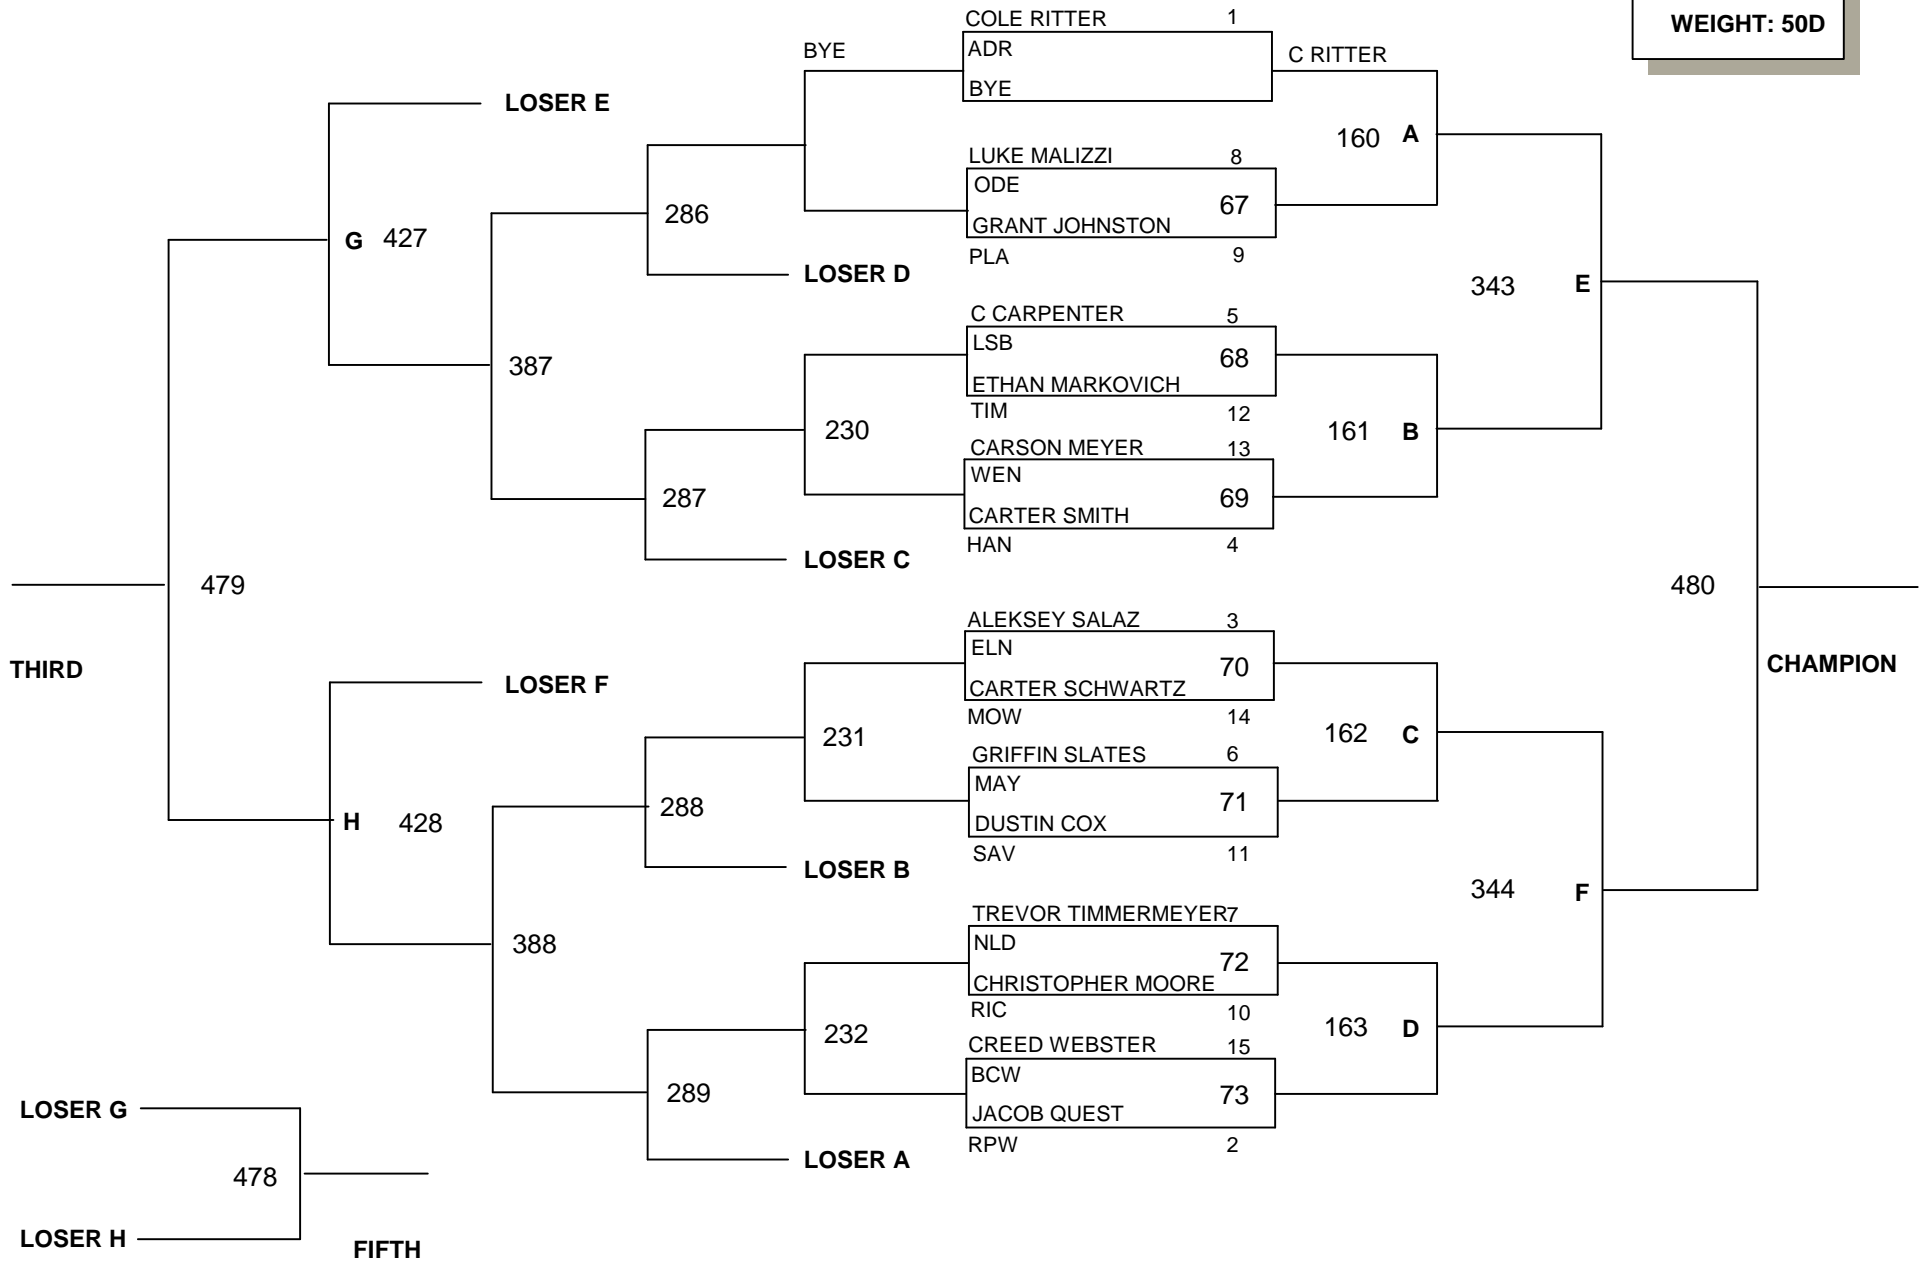 WEIGHT: 50D
COLE RITTER 1
BYE ADR C RITTER
BYE
LOSER E
160 A
LUKE MALIZZI 8
ODE
67
286
GRANT JOHNSTON
G 427
PLA 9
LOSER D
343 E
C CARPENTER 5
LSB
68
387
ETHAN MARKOVICH
TIM 12
230
161 B
CARSON MEYER 13
WEN
287
69
CARTER SMITH
HAN 4
LOSER C
479
480
ALEKSEY SALAZ 3
ELN
THIRD
70
CHAMPION
LOSER F
CARTER SCHWARTZ
MOW 14
231
162 C
GRIFFIN SLATES 6
MAY
288
71
H 428
DUSTIN COX
SAV 11
LOSER B
344 F
TREVOR TIMMERMEYER 7
NLD
388
72
CHRISTOPHER MOORE
RIC 10
232
163 D
CREED WEBSTER 15
BCW
289
73
LOSER G
JACOB QUEST
RPW 2
LOSER A
478
LOSER H
FIFTH